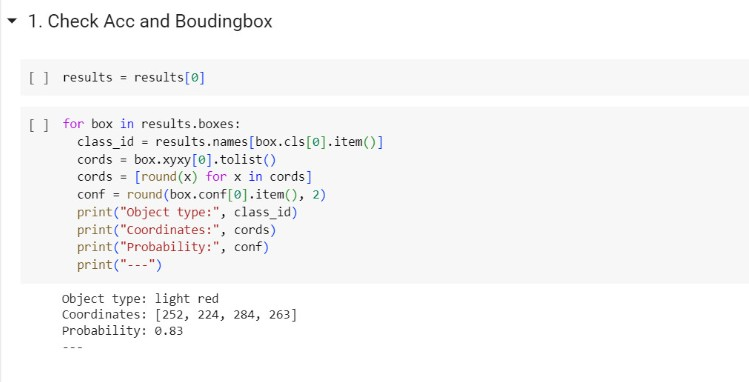 1. Check Acc and Boudingbox
[ ] results = results[0]
[ ] for box in results.boxes:
class_id = results.names[box.cls[0].item()]
cords = box.xyxy[0].tolist()
cords = [round(x) for x in cords]
conf = round(box.conf[0].item(), 2)
print("Object type:", class_id)
print("Coordinates:", cords)
print("Probability:", conf)
print("---")
Object type: light red
Coordinates: [252, 224, 284, 263]
Probability: 0.83
---